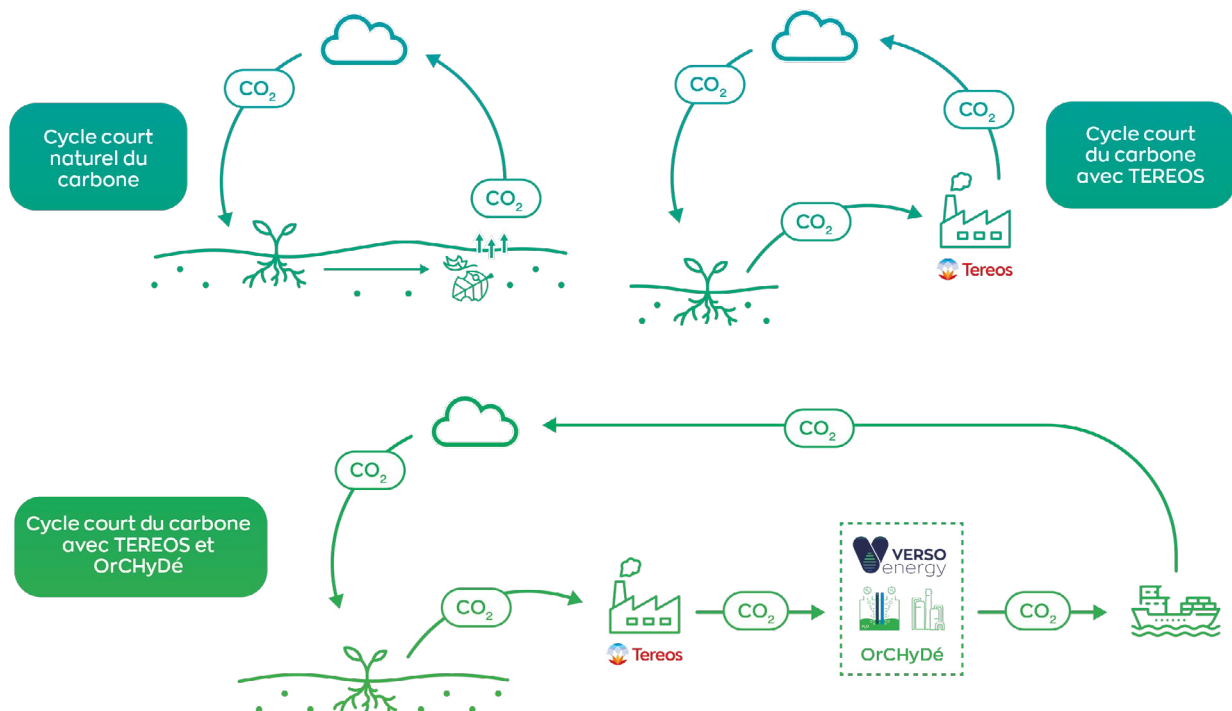 CO₂
CO₂
CO₂
CO₂
Cycle court
naturel du
carbone
Cycle court
du carbone
avec TEREOS
CO₂
CO₂
Tereos
CO₂
CO₂
Cycle court du carbone
avec TEREOS et
OrCHyDé
VERSO
energy
CO₂
CO₂
CO₂
Tereos
OrCHyDé